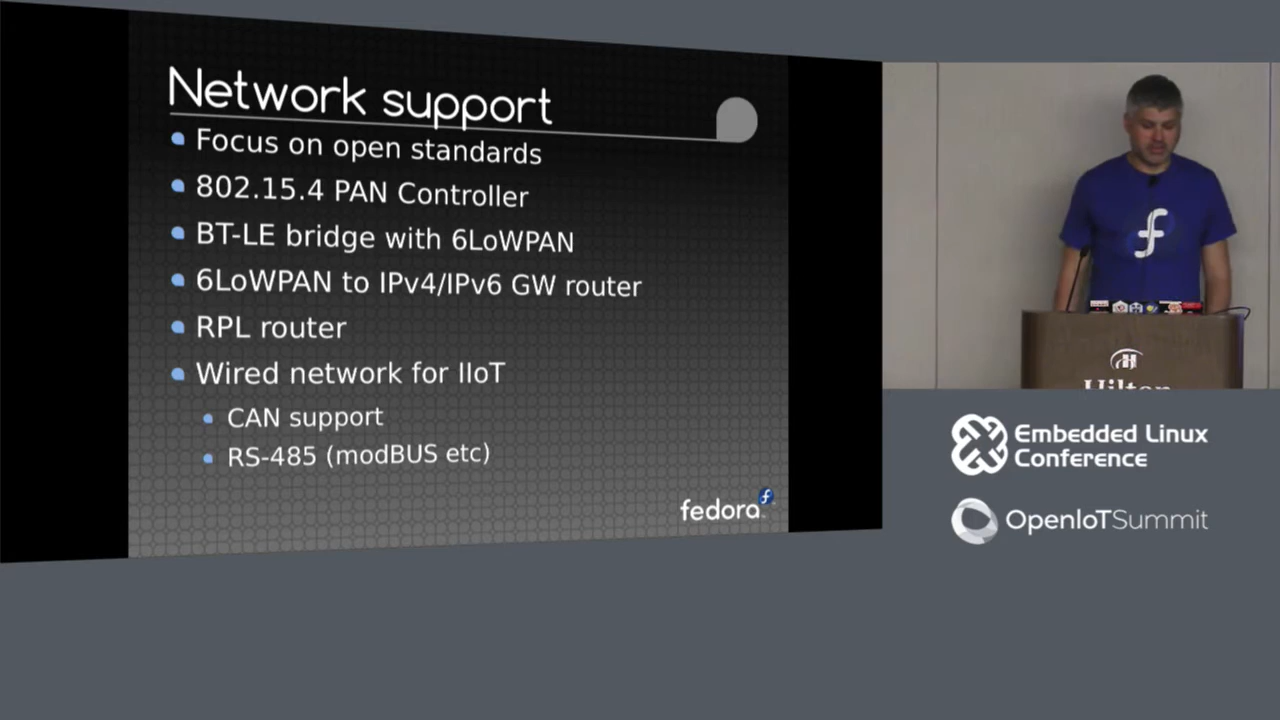 Network support
Focus on open standards
802.15.4 PAN Controller
BT-LE bridge with 6LoWPAN
6LoWPAN to IPv4/IPv6 GW router
RPL router
Wired network for IIoT
CAN support
RS-485 (modBUS etc)
fedora
Hilton
Embedded Linux
Conference
OpenIoTSummit